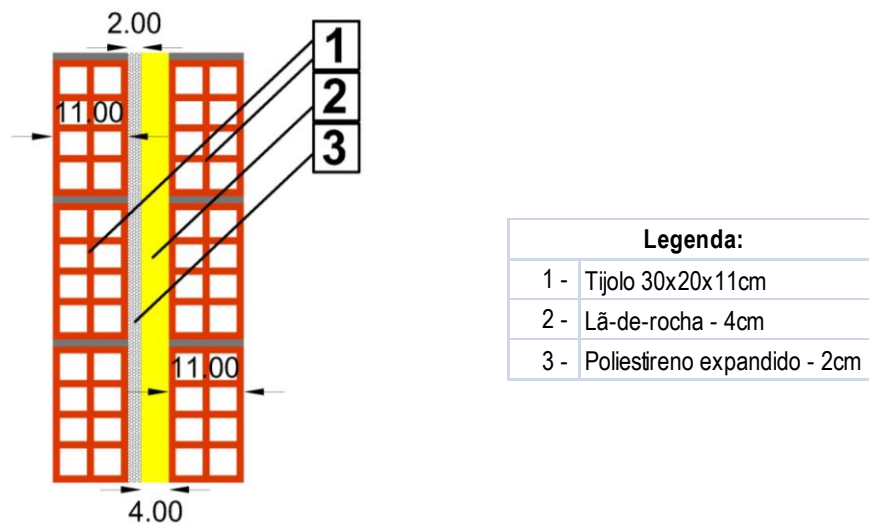 2.00
1
11.00
2
3
11.00
4.00
Legenda:
1 - Tijolo 30x20x11cm
2 - Lã-de-rocha - 4cm
3 - Poliestireno expandido - 2cm